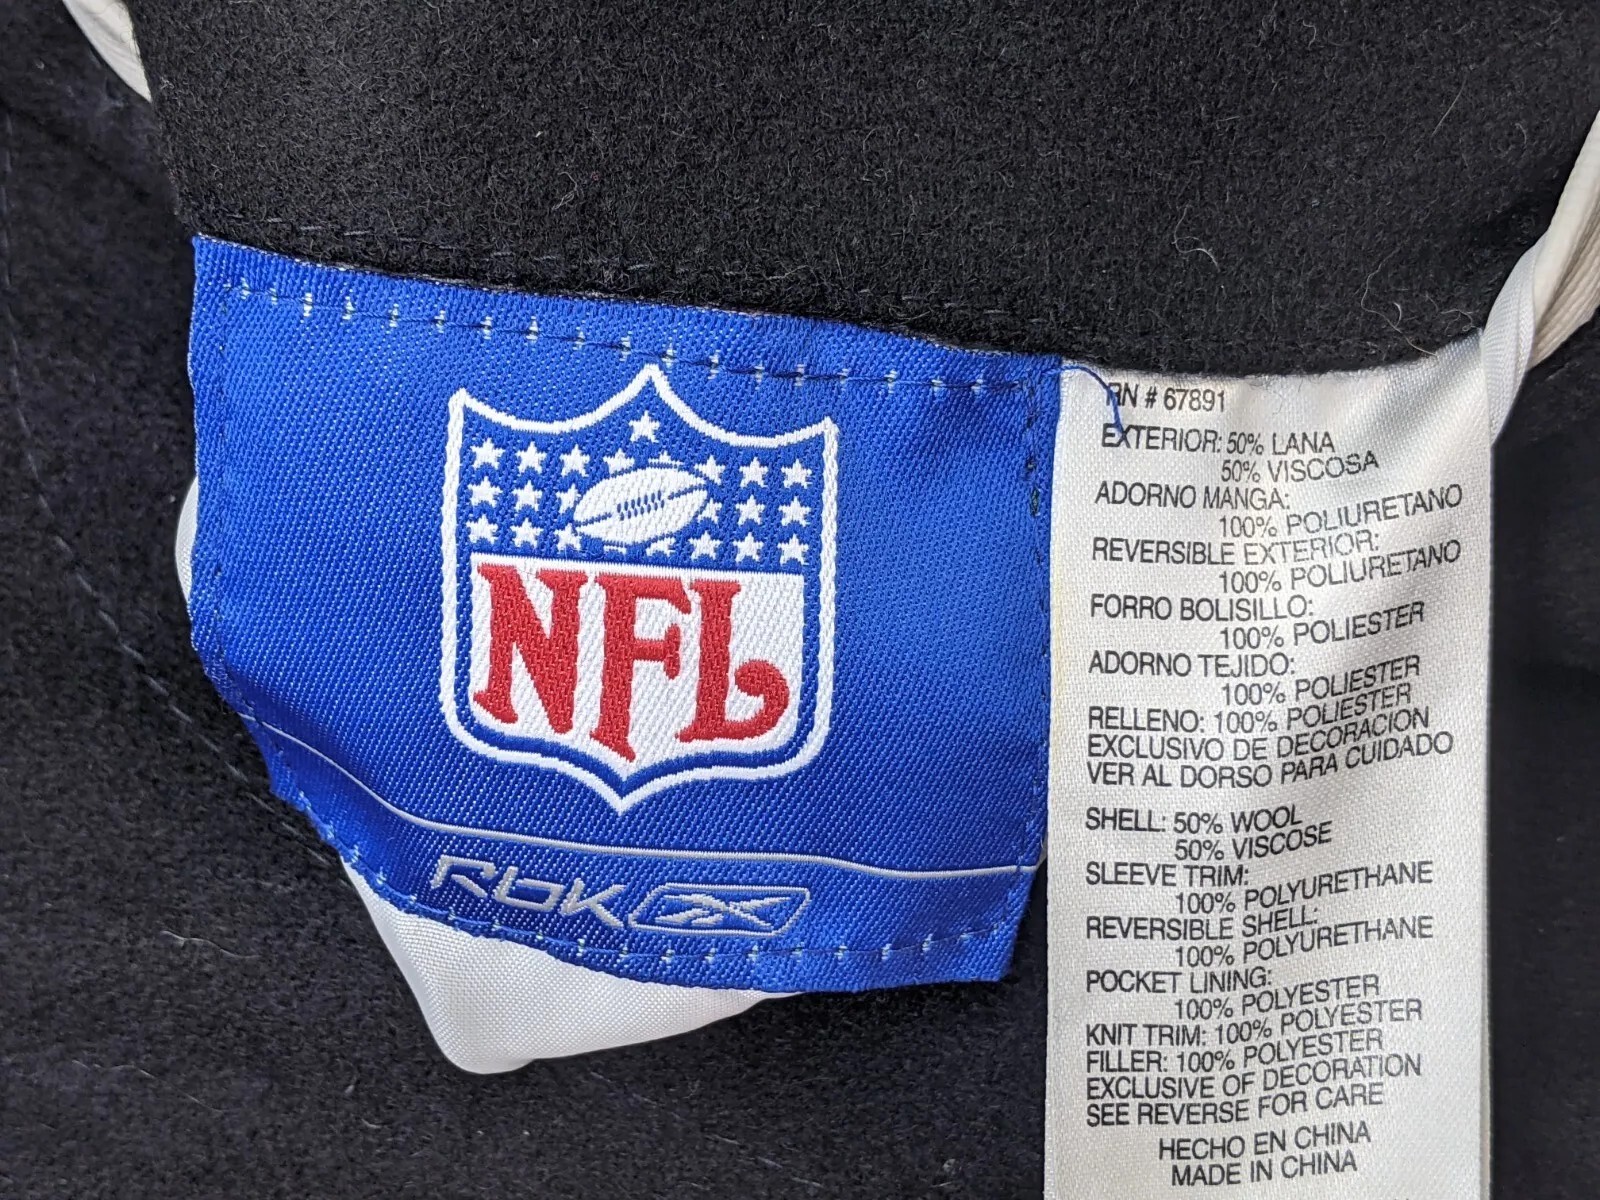 NFL
RBK
RN # 67891
EXTERIOR: 50% LANA
50% VISCOSA
ADORNO MANGA:
100% POLIURETANO
REVERSIBLE EXTERIOR:
100% POLIURETANO
FORRO BOLISILLO:
100% POLIESTER
ADORNO TEJIDO:
100% POLIESTER
RELLENO: 100% POLIESTER
EXCLUSIVO DE DECORACION
VER AL DORSO PARA CUIDADO
SHELL: 50% WOOL
50% VISCOSE
SLEEVE TRIM:
100% POLYURETHANE
REVERSIBLE SHELL:
100% POLYURETHANE
POCKET LINING:
100% POLYESTER
KNIT TRIM: 100% POLYESTER
FILLER: 100% POLYESTER
EXCLUSIVE OF DECORATION
SEE REVERSE FOR CARE
HECHO EN CHINA
MADE IN CHINA